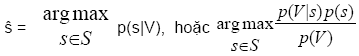 ŝ = arg max s∈S p(s|V), hoặc arg max s∈S p(V|s)p(s) / p(V)